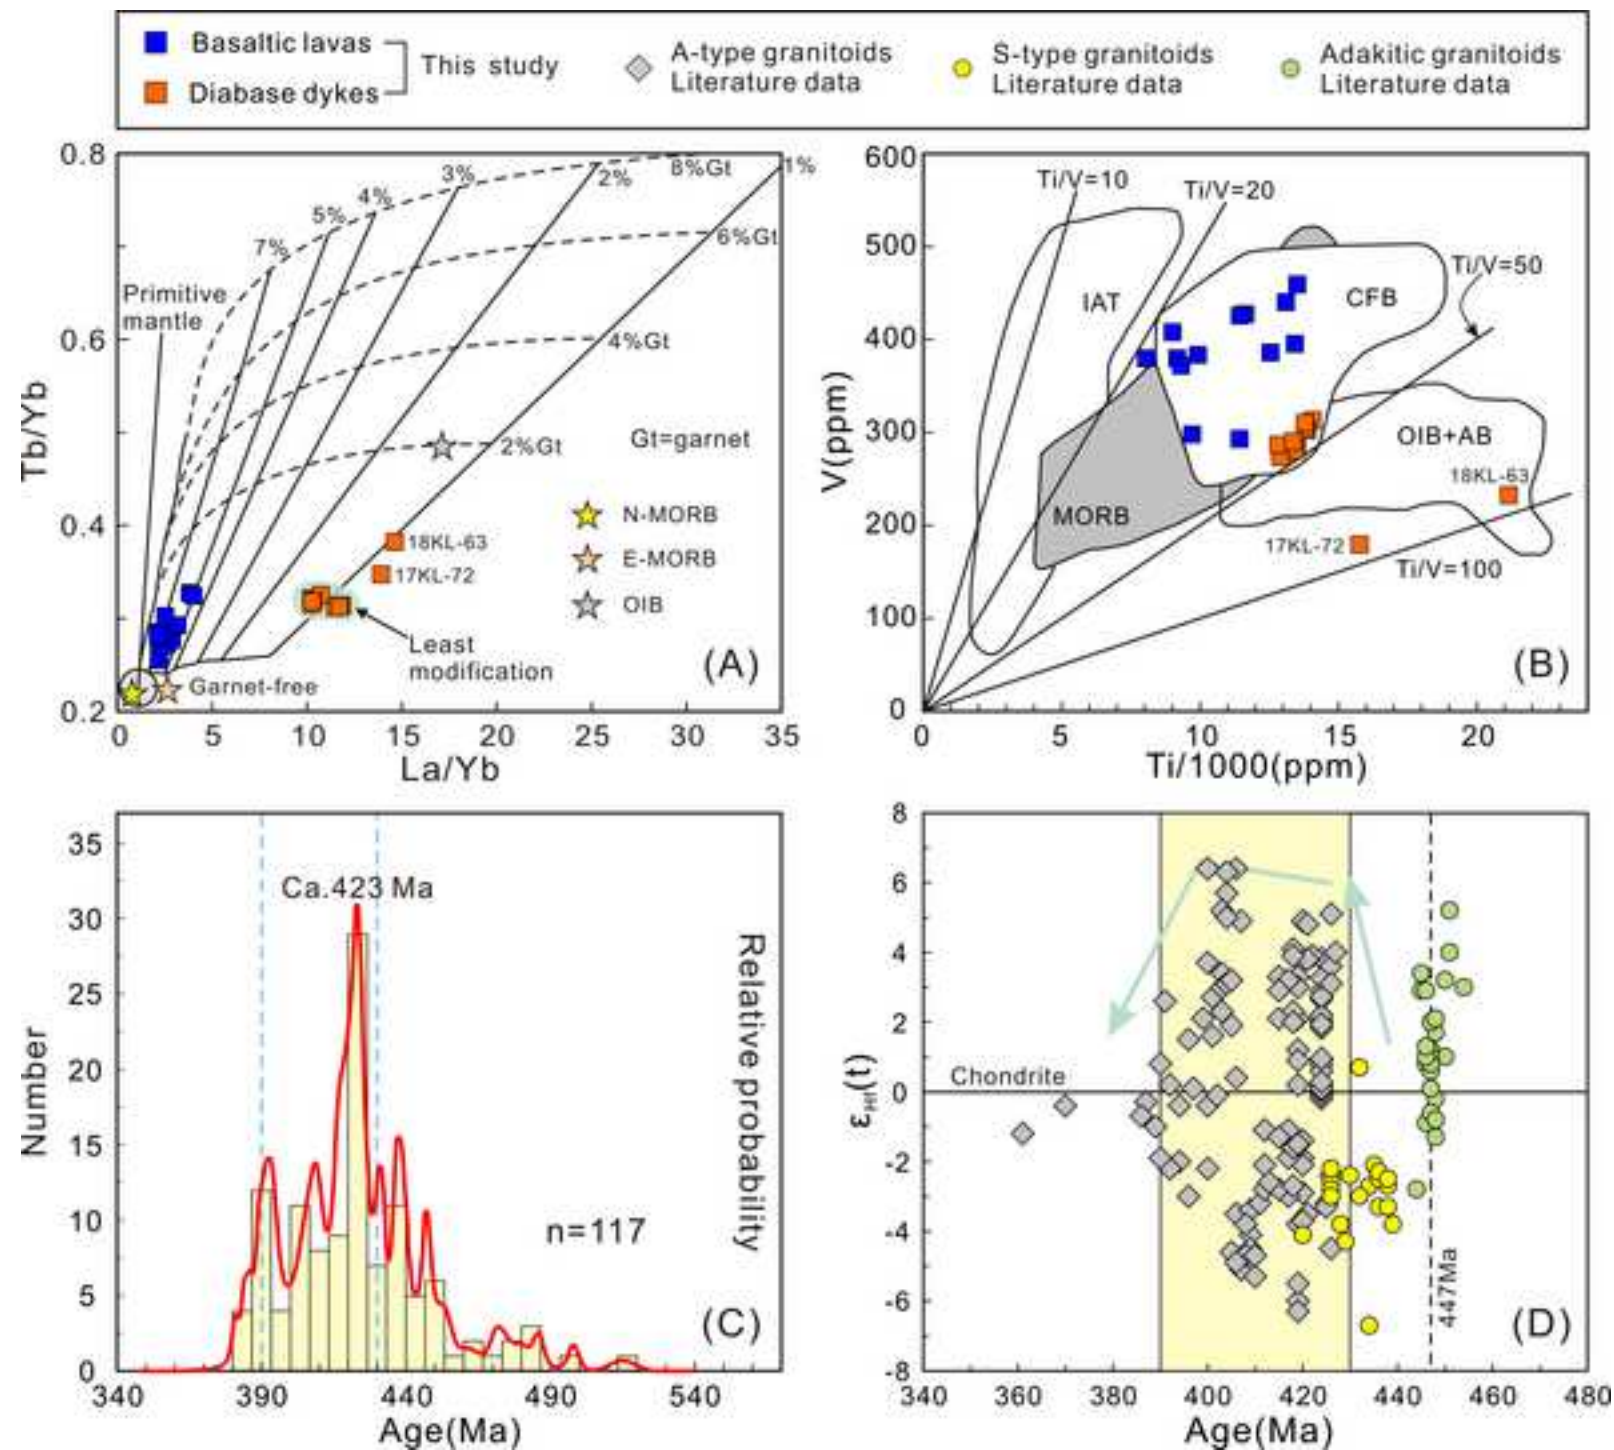 Basaltic lavas
Diabase dykes
This study
A-type granitoids
Literature data
S-type granitoids
Literature data
Adakitic granitoids
Literature data
0.8
0.6
0.4
0.2
Tb/Yb
0
5
10
15
20
25
30
35
La/Yb
Primitive
mantle
7%
5%
4%
3%
2%
8%Gt
1%
6%Gt
4%Gt
2%Gt
Gt=garnet
N-MORB
E-MORB
OIB
18KL-63
17KL-72
Least
modification
Garnet-free
(A)
600
500
400
300
200
100
0
V(ppm)
0
5
10
15
20
Ti/1000(ppm)
Ti/V=10
Ti/V=20
Ti/V=50
Ti/V=100
IAT
CFB
MORB
OIB+AB
18KL-63
17KL-72
(B)
35
30
25
20
15
10
5
0
Number
340
390
440
490
540
Age(Ma)
Ca.423 Ma
n=117
Relative probability
(C)
8
6
4
2
0
-2
-4
-6
-8
εHf(t)
340
360
380
400
420
440
460
480
Age(Ma)
Chondrite
447Ma
(D)